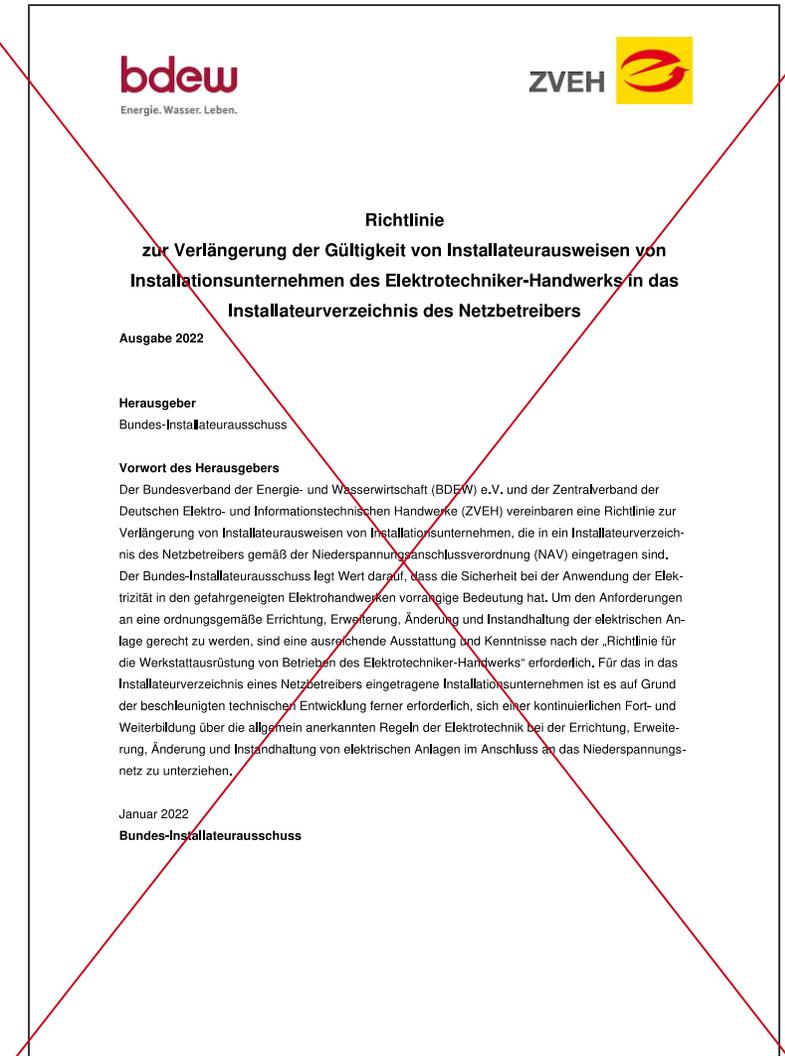 bdew
Energie. Wasser. Leben.
ZVEH
Richtlinie
zur Verlängerung der Gültigkeit von Installateurausweisen von
Installationsunternehmen des Elektrotechniker-Handwerks in das
Installateurverzeichnis des Netzbetreibers
Ausgabe 2022
Herausgeber
Bundes-Installateurausschuss
Vorwort des Herausgebers
Der Bundesverband der Energie- und Wasserwirtschaft (BDEW) e.V. und der Zentralverband der
Deutschen Elektro- und Informationstechnischen Handwerke (ZVEH) vereinbaren eine Richtlinie zur
Verlängerung von Installateurausweisen von Installationsunternehmen, die in ein Installateurverzeich-
nis des Netzbetreibers gemäß der Niederspannungsanschlussverordnung (NAV) eingetragen sind.
Der Bundes-Installateurausschuss legt Wert darauf, dass die Sicherheit bei der Anwendung der Elek-
trizität in den gefahrgeneigten Elektrohandwerken vorrangige Bedeutung hat. Um den Anforderungen
an eine ordnungsgemäße Errichtung, Erweiterung, Änderung und Instandhaltung der elektrischen An-
lage gerecht zu werden, sind eine ausreichende Ausstattung und Kenntnisse nach der „Richtlinie für
die Werkstattausrüstung von Betrieben des Elektrotechniker-Handwerks“ erforderlich. Für das in das
Installateurverzeichnis eines Netzbetreibers eingetragene Installationsunternehmen ist es auf Grund
der beschleunigten technischen Entwicklung ferner erforderlich, sich einer kontinuierlichen Fort- und
Weiterbildung über die allgemein anerkannten Regeln der Elektrotechnik bei der Errichtung, Erweite-
rung, Änderung und Instandhaltung von elektrischen Anlagen im Anschluss an das Niederspannungs-
netz zu unterziehen.
Januar 2022
Bundes-Installateurausschuss